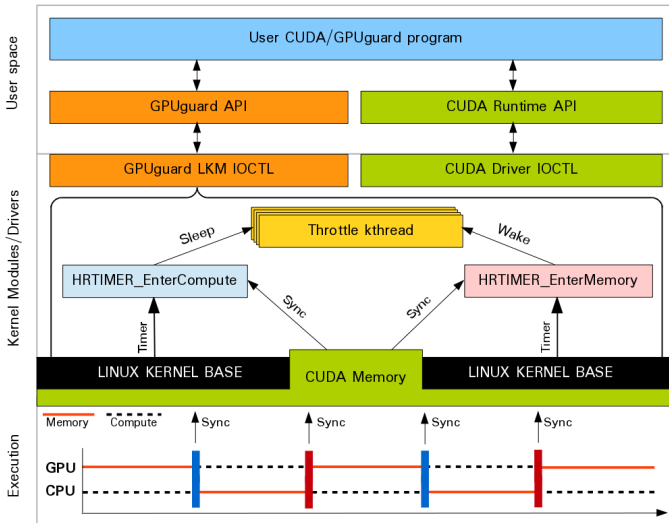 User space
User CUDA/GPUguard program
GPUguard API
CUDA Runtime API
Kernel Modules/Drivers
GPUguard LKM IOCTL
CUDA Driver IOCTL
Sleep
Throttle kthread
Wake
HRTIMER_EnterCompute
HRTIMER_EnterMemory
Sync
Sync
Timer
Timer
LINUX KERNEL BASE
CUDA Memory
LINUX KERNEL BASE
Execution
Memory
Compute
Sync
Sync
Sync
Sync
GPU
CPU